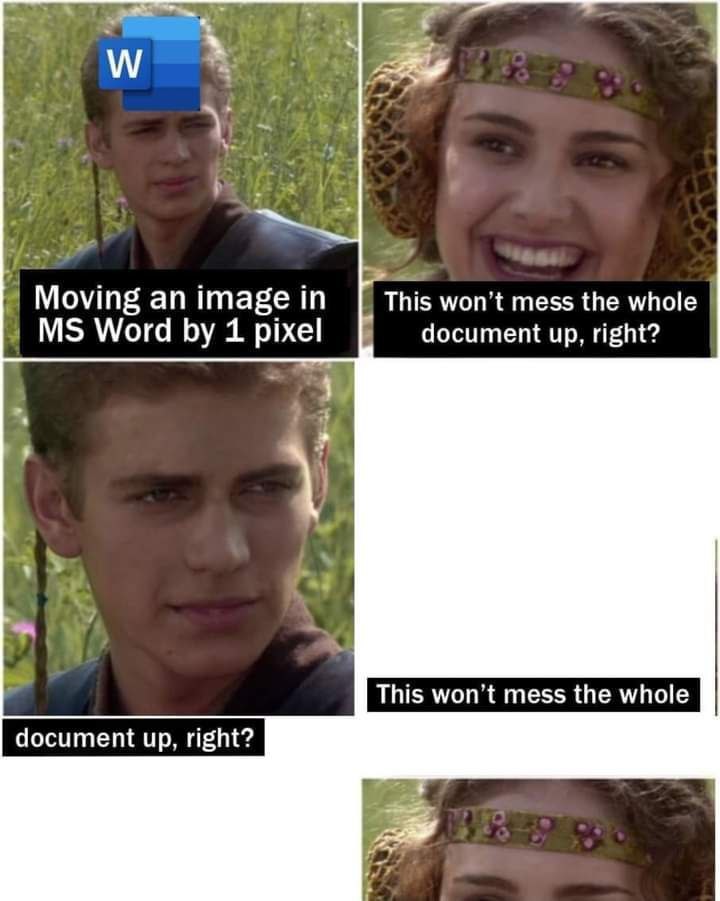 W
Moving an image in
MS Word by 1 pixel
This won't mess the whole
document up, right?
This won't mess the whole
document up, right?